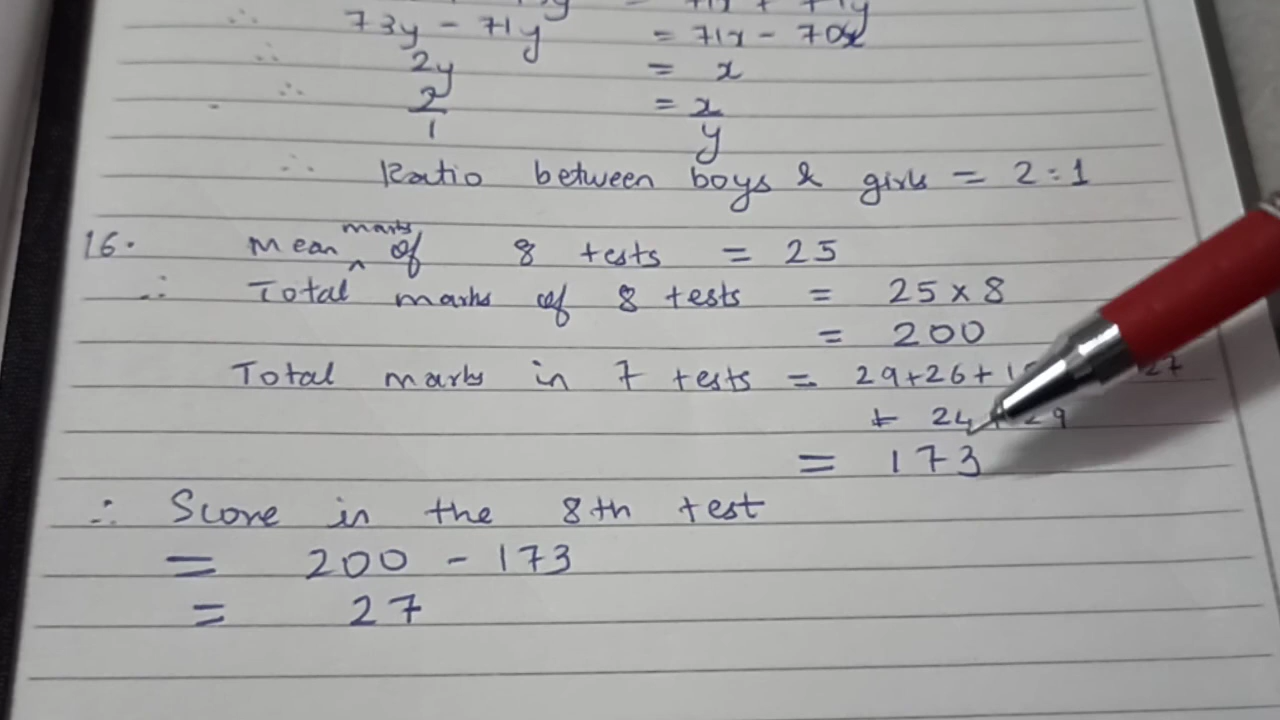 ∴ 73y - 71y = 71x - 70x
∴ 2y = x
∴ 2/1 = x/y
∴ Ratio between boys & girls = 2:1
16. Mean marks of 8 tests = 25
∴ Total marks of 8 tests = 25 x 8
= 200
Total marks in 7 tests = 29+26+ 27
+ 24 + 29
= 173
∴ Score in the 8th test
= 200 - 173
= 27